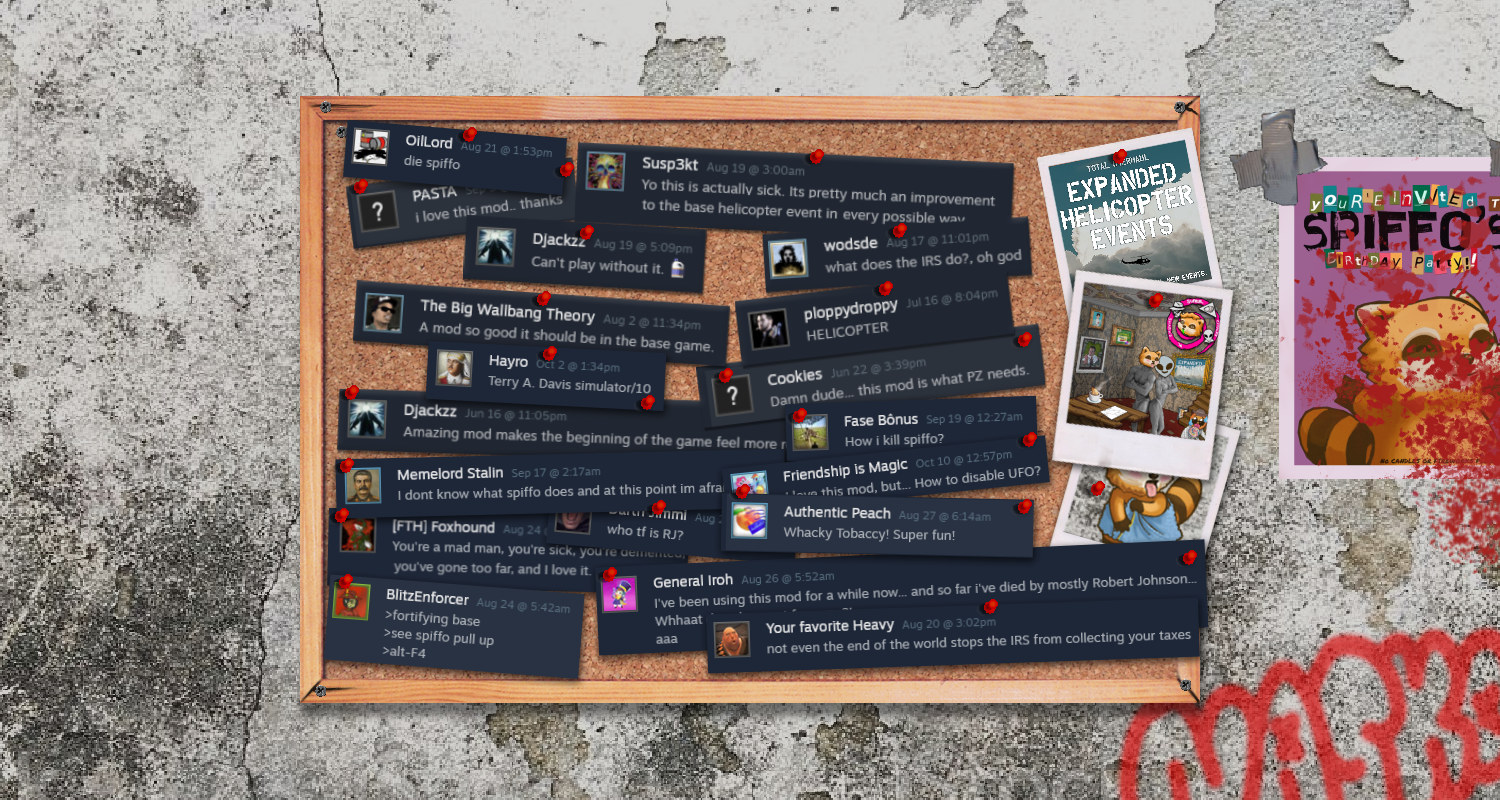 OilLord Aug 21 @ 1:53pm
die spiffo
PASTA
i love this mod.. thanks
Susp3kt Aug 19 @ 3:00am
Yo this is actually sick. Its pretty much an improvement
to the base helicopter event in every possible way
Djackzz Aug 19 @ 5:09pm
Can't play without it.
wodsde Aug 17 @ 11:01pm
what does the IRS do?, oh god
The Big Wallbang Theory Aug 2 @ 11:34pm
A mod so good it should be in the base game.
ploppydroppy Jul 16 @ 8:04pm
HELICOPTER
Hayro Oct 2 @ 1:34pm
Terry A. Davis simulator/10
Cookies Jun 22 @ 3:39pm
Damn dude... this mod is what PZ needs.
Djackzz Jun 16 @ 11:05pm
Amazing mod makes the beginning of the game feel more
Fase Bônus Sep 19 @ 12:27am
How i kill spiffo?
Memelord Stalin Sep 17 @ 2:17am
I dont know what spiffo does and at this point im afra
Friendship is Magic Oct 10 @ 12:57pm
love this mod, but... How to disable UFO?
[FTH] Foxhound Aug 24
You're a mad man, you're sick, you're demented,
you've gone too far, and I love it.
Darth Jimmi Aug
who tf is RJ?
Authentic Peach Aug 27 @ 6:14am
Whacky Tobaccy! Super fun!
BlitzEnforcer Aug 24 @ 5:42am
>fortifying base
>see spiffo pull up
>alt-F4
General Iroh Aug 26 @ 5:52am
I've been using this mod for a while now... and so far i've died by mostly Robert Johnson...
Whhaat
aaa
Your favorite Heavy Aug 20 @ 3:02pm
not even the end of the world stops the IRS from collecting your taxes
TOTAL OVERHAUL
EXPANDED
HELICOPTER
EVENTS
NEW EVENTS.
yOUR'E INVITED T
SPIFFO'S
BIRTHDAY Party!!
NO CANDLES OR